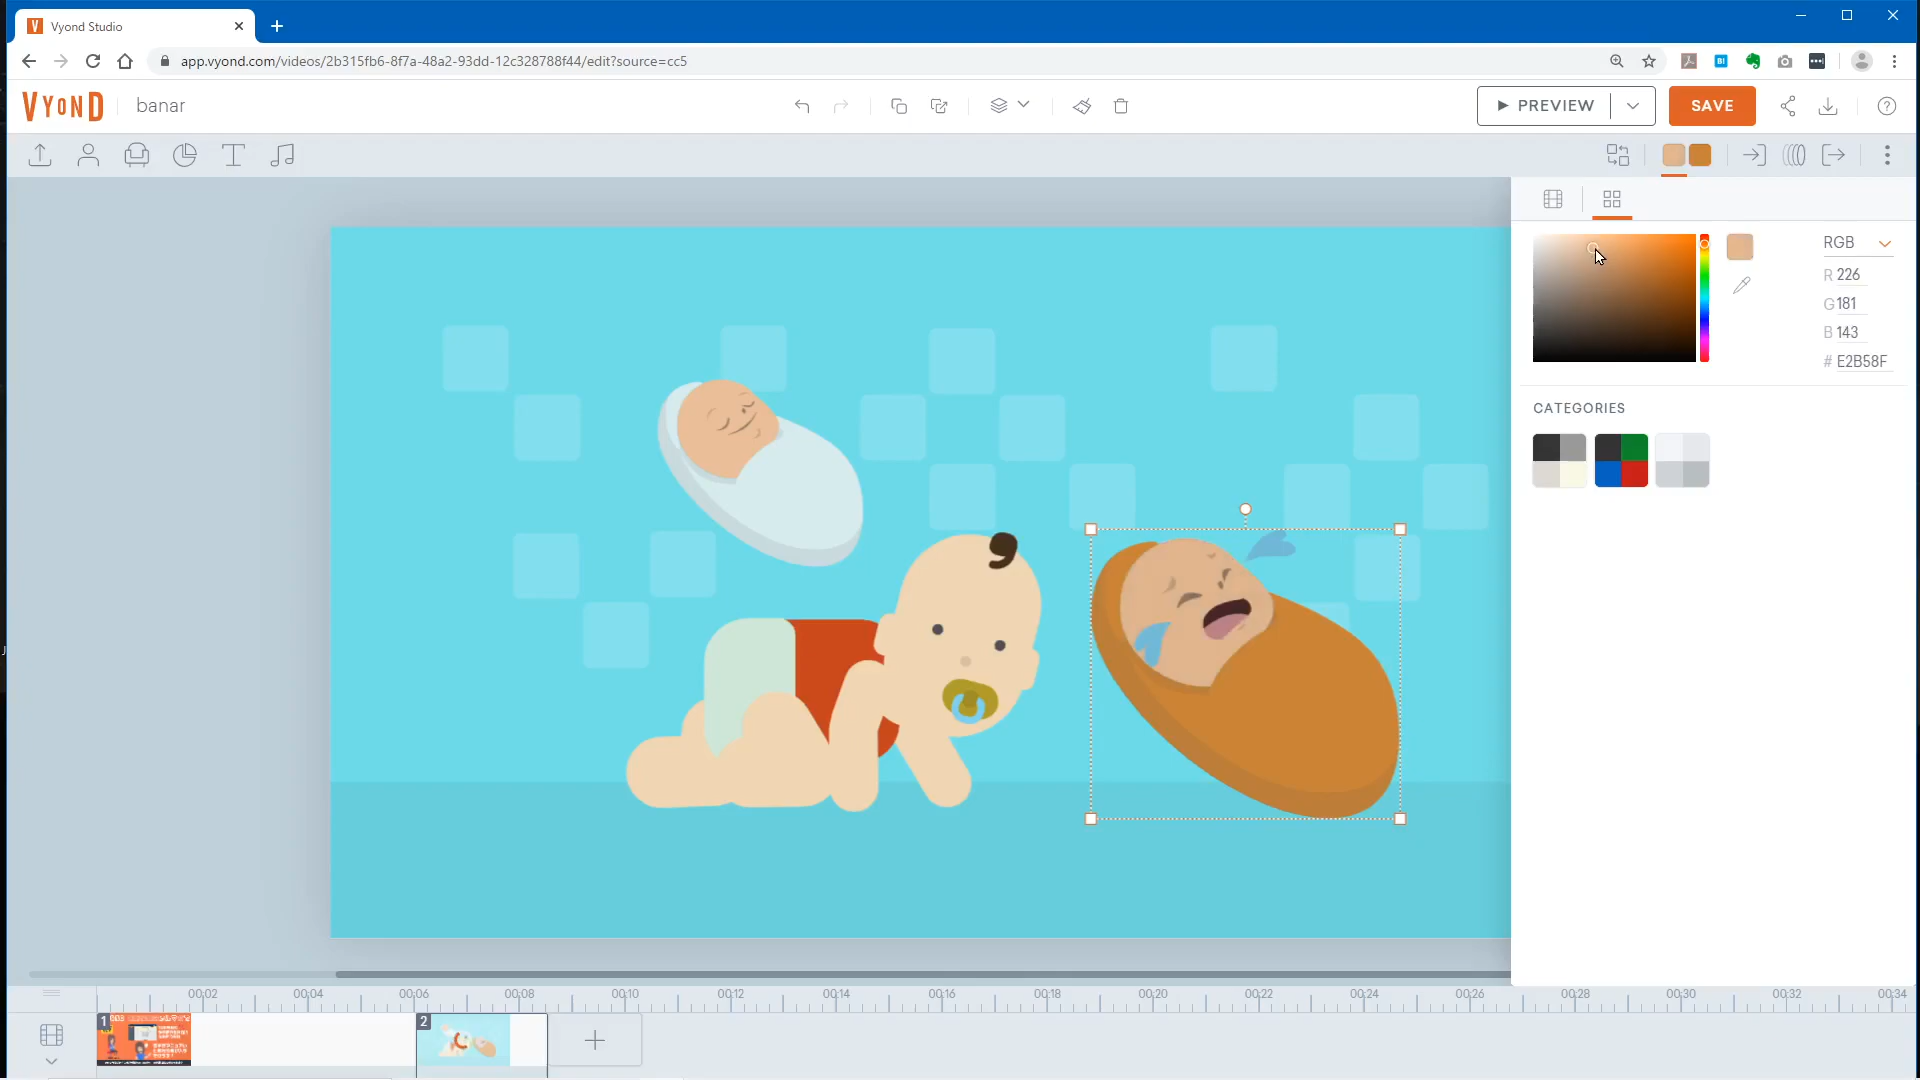 Vyond Studio
app.vyond.com/videos/2b315fb6-8f7a-48a2-93dd-12c328788f44/edit?source=cc5
VYOND
banar
PREVIEW
SAVE
RGB
R 226
G 181
B 143
# E2B58F
CATEGORIES
00:02 00:04 00:06 00:08 00:10 00:12 00:14 00:16 00:18 00:20 00:22 00:24 00:26 00:28 00:30 00:32 00:34
1
2